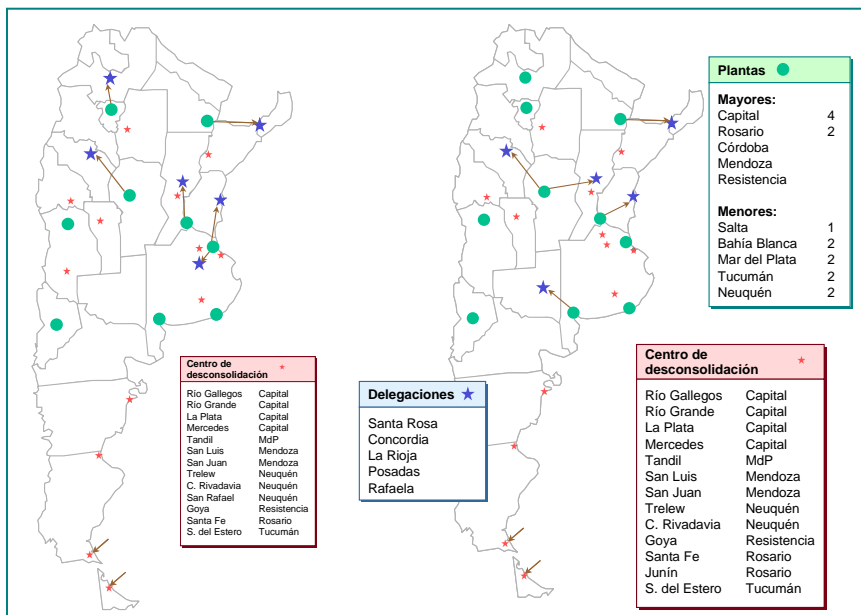 Plantas
Mayores:
Capital 4
Rosario 2
Córdoba
Mendoza
Resistencia
Menores:
Salta 1
Bahía Blanca 2
Mar del Plata 2
Tucumán 2
Neuquén 2
Centro de
desconsolidación
Río Gallegos Capital
Río Grande Capital
La Plata Capital
Mercedes Capital
Tandil MdP
San Luis Mendoza
San Juan Mendoza
Trelew Neuquén
C. Rivadavia Neuquén
San Rafael Neuquén
Goya Resistencia
Santa Fe Rosario
S. del Estero Tucumán
Delegaciones
Santa Rosa
Concordia
La Rioja
Posadas
Rafaela
Centro de
desconsolidación
Río Gallegos Capital
Río Grande Capital
La Plata Capital
Mercedes Capital
Tandil MdP
San Luis Mendoza
San Juan Mendoza
Trelew Neuquén
C. Rivadavia Neuquén
Goya Resistencia
Santa Fe Rosario
Junín Rosario
S. del Estero Tucumán